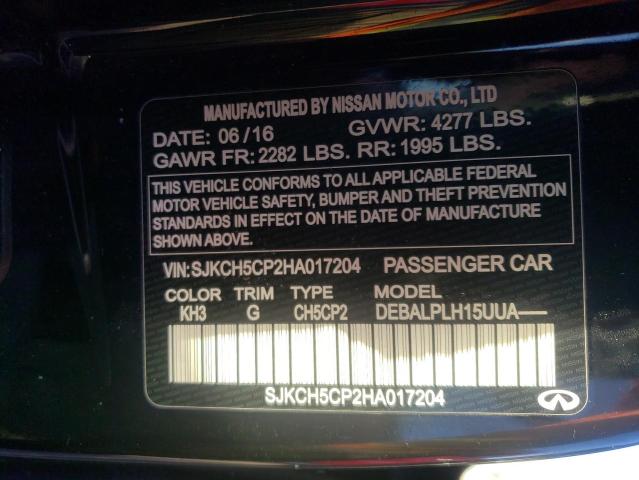 MANUFACTURED BY NISSAN MOTOR CO., LTD
DATE: 06/16 GVWR: 4277 LBS.
GAWR FR: 2282 LBS. RR: 1995 LBS.
THIS VEHICLE CONFORMS TO ALL APPLICABLE FEDERAL
MOTOR VEHICLE SAFETY, BUMPER AND THEFT PREVENTION
STANDARDS IN EFFECT ON THE DATE OF MANUFACTURE
SHOWN ABOVE.
VIN:SJKCH5CP2HA017204 PASSENGER CAR
COLOR TRIM TYPE MODEL
KH3 G CH5CP2 DEBALPLH15UUA—
SJKCH5CP2HA017204